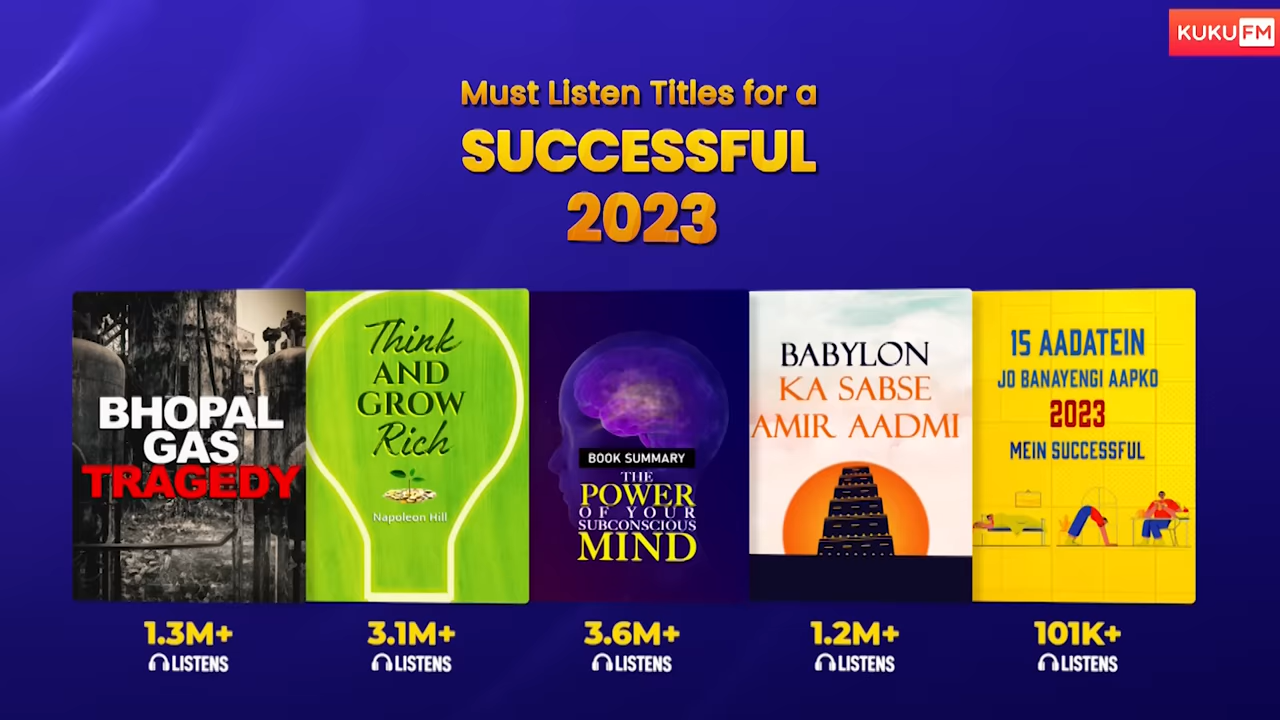 KUKU FM
Must Listen Titles for a
SUCCESSFUL
2023
BHOPAL
GAS
TRAGEDY
1.3M+
LISTENS
Think
AND
GROW
Rich
Napoleon Hill
3.1M+
LISTENS
BOOK SUMMARY
THE
POWER
OF YOUR
SUBCONSCIOUS
MIND
3.6M+
LISTENS
BABYLON
KA SABSE
AMIR AADMI
1.2M+
LISTENS
15 AADATEIN
JO BANAYENGI AAPKO
2023
MEIN SUCCESSFUL
101K+
LISTENS